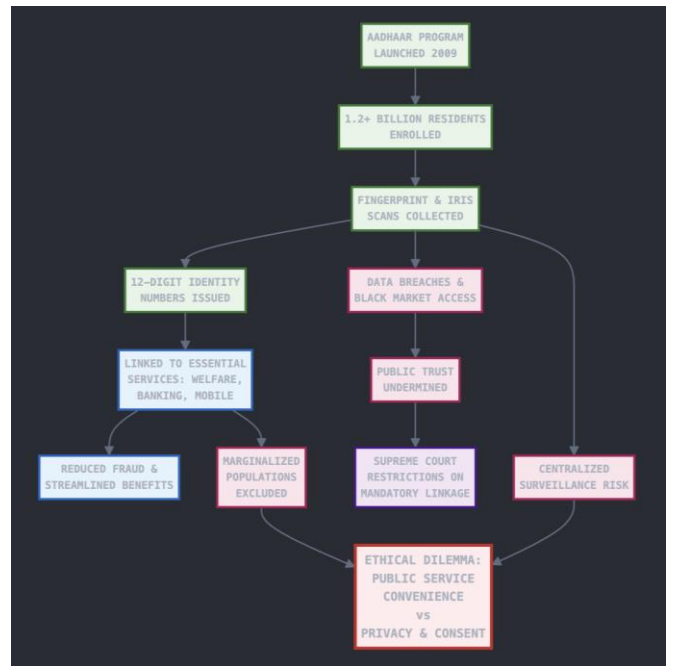 AADHAAR PROGRAM
LAUNCHED 2009
1.2+ BILLION RESIDENTS
ENROLLED
FINGERPRINT & IRIS
SCANS COLLECTED
12–DIGIT IDENTITY
NUMBERS ISSUED
DATA BREACHES &
BLACK MARKET ACCESS
LINKED TO ESSENTIAL
SERVICES: WELFARE,
BANKING, MOBILE
PUBLIC TRUST
UNDERMINED
REDUCED FRAUD &
STREAMLINED BENEFITS
MARGINALIZED
POPULATIONS
EXCLUDED
SUPREME COURT
RESTRICTIONS ON
MANDATORY LINKAGE
CENTRALIZED
SURVEILLANCE RISK
ETHICAL DILEMMA:
PUBLIC SERVICE
CONVENIENCE
vs
PRIVACY & CONSENT